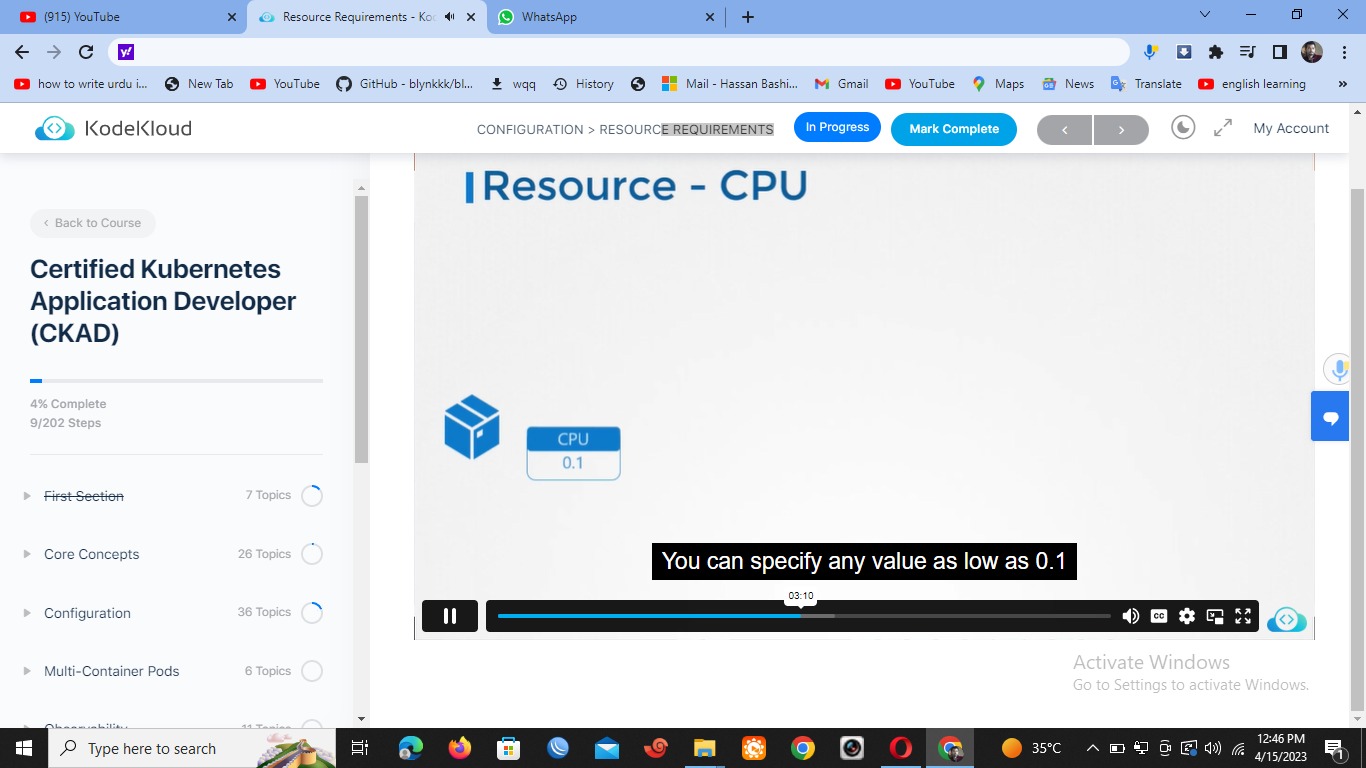 (915) YouTube
Resource Requirements - Ko
WhatsApp
how to write urdu i...
New Tab
YouTube
GitHub - blynkkk/bl...
wqq
History
Mail - Hassan Bashi...
Gmail
YouTube
Maps
News
Translate
english learning
KodeKloud
CONFIGURATION > RESOURCE REQUIREMENTS
In Progress
Mark Complete
My Account
Back to Course
Certified Kubernetes
Application Developer
(CKAD)
4% Complete
9/202 Steps
First Section
7 Topics
Core Concepts
26 Topics
Configuration
36 Topics
Multi-Container Pods
6 Topics
Observability
11 Topics
Resource - CPU
CPU
0.1
You can specify any value as low as 0.1
03:10
CC
Activate Windows
Go to Settings to activate Windows.
Type here to search
35°C
12:46 PM
4/15/2023
1